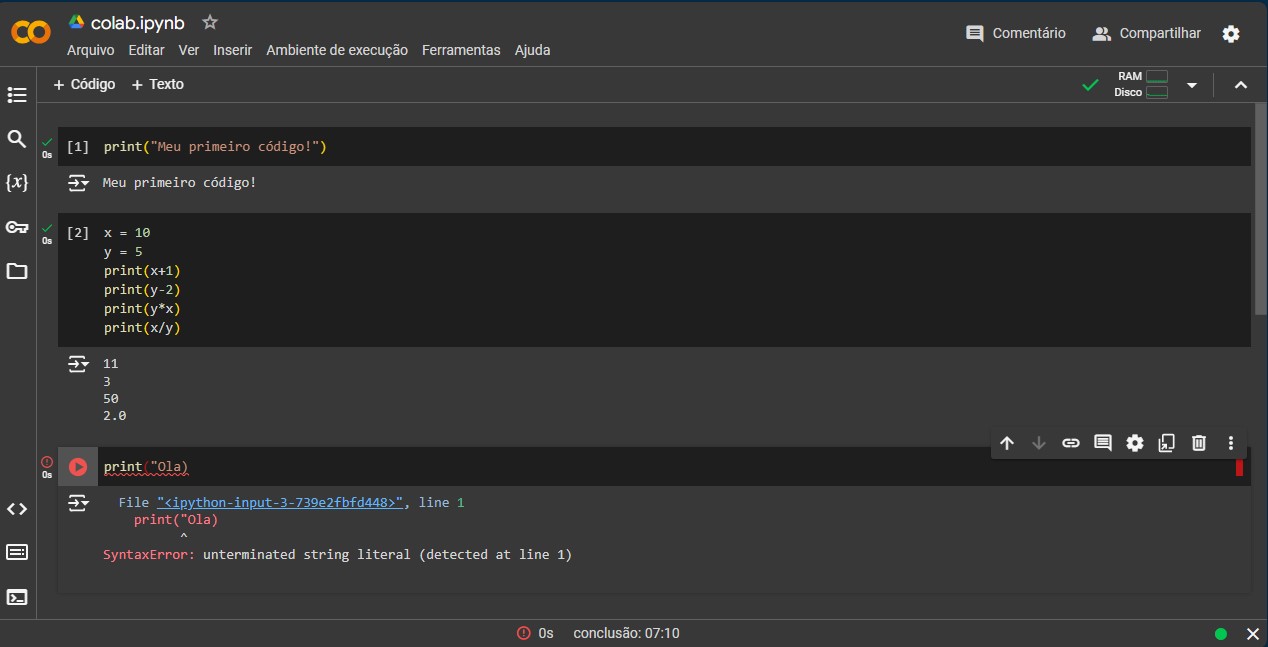 colab.ipynb
Arquivo Editar Ver Inserir Ambiente de execução Ferramentas Ajuda
Comentário Compartilhar
+ Código + Texto
RAM
Disco
[1] print("Meu primeiro código!")
0s
Meu primeiro código!
[2] x = 10
0s
y = 5
print(x+1)
print(y-2)
print(y*x)
print(x/y)
11
3
50
2.0
print("Ola)
0s
File "<ipython-input-3-739e2fbfd448>", line 1
print("Ola)
^
SyntaxError: unterminated string literal (detected at line 1)
0s conclusão: 07:10